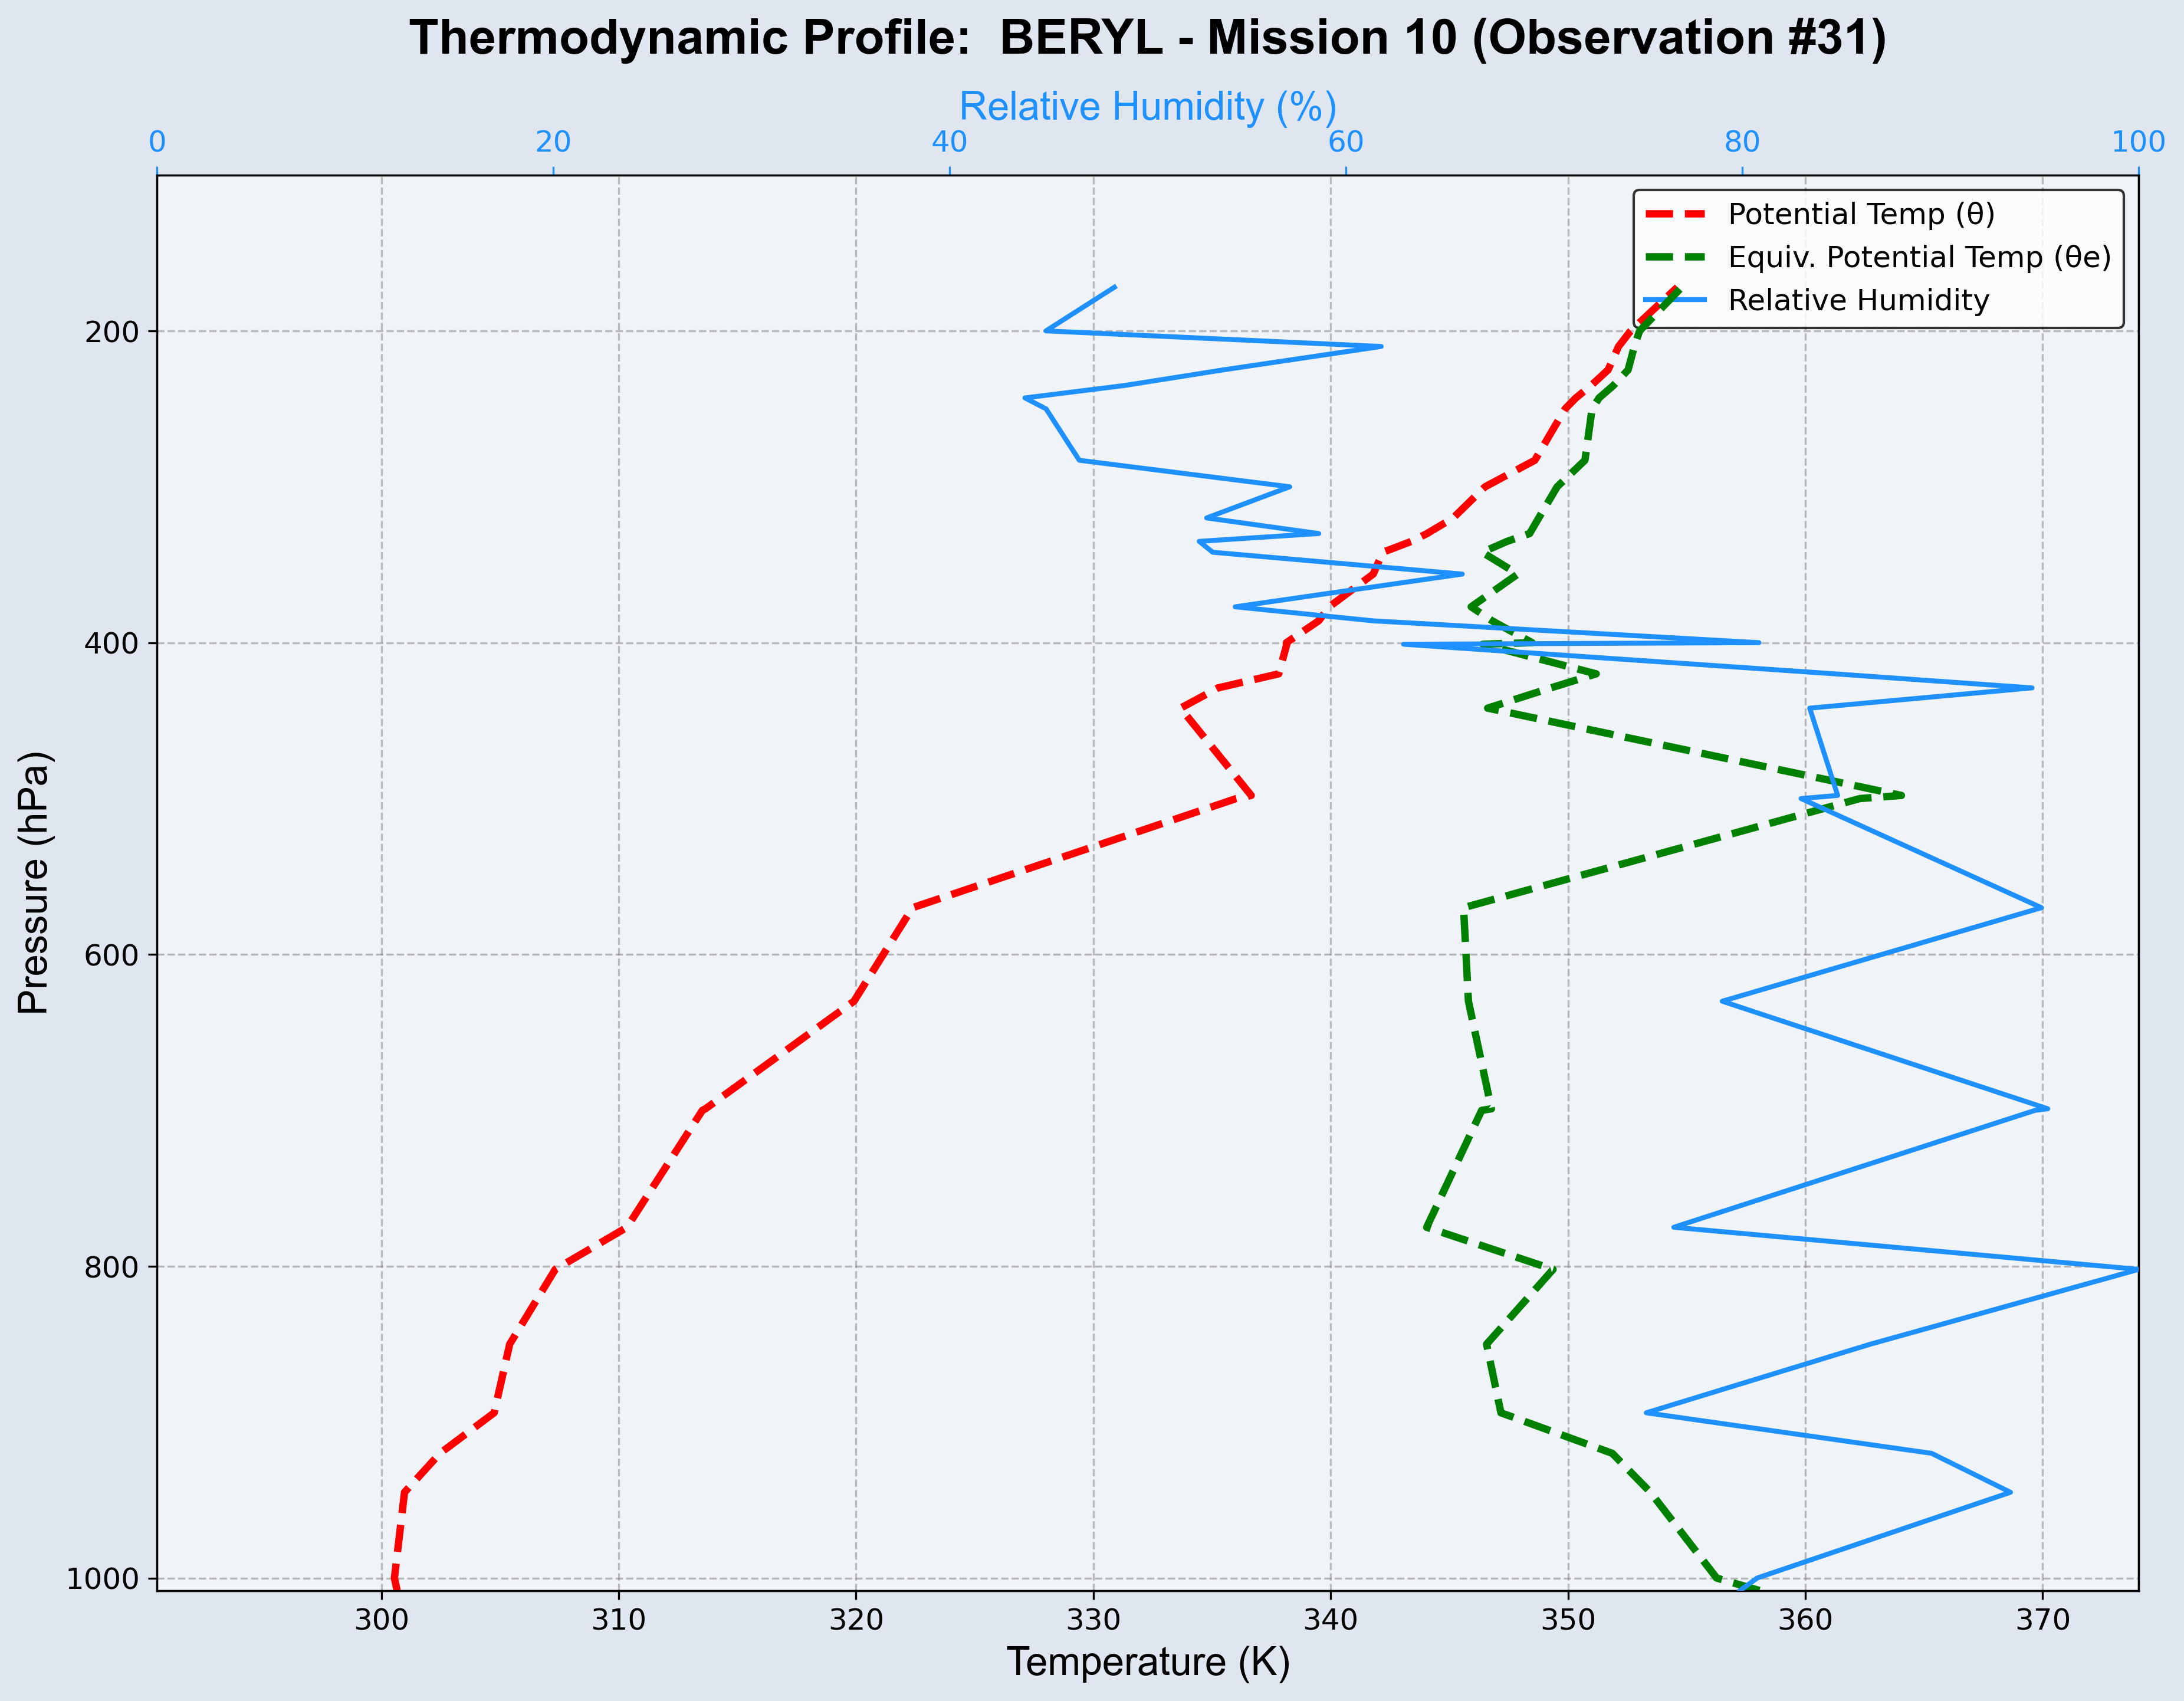 Thermodynamic Profile:  BERYL - Mission 10 (Observation #31)
Relative Humidity (%)
0 20 40 60 80 100
Potential Temp (θ)
Equiv. Potential Temp (θe)
Relative Humidity
200
400
600
800
1000
Pressure (hPa)
300 310 320 330 340 350 360 370
Temperature (K)